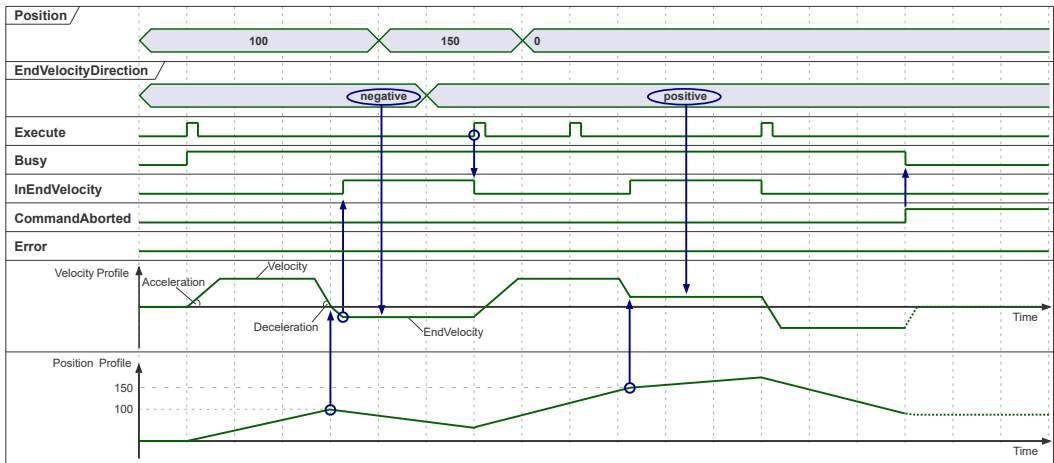 Position
100 150 0
EndVelocityDirection
negative positive
Execute
Busy
InEndVelocity
CommandAborted
Error
Velocity Profile
Velocity
Acceleration
Deceleration
EndVelocity
Time
Position Profile
150
100
Time